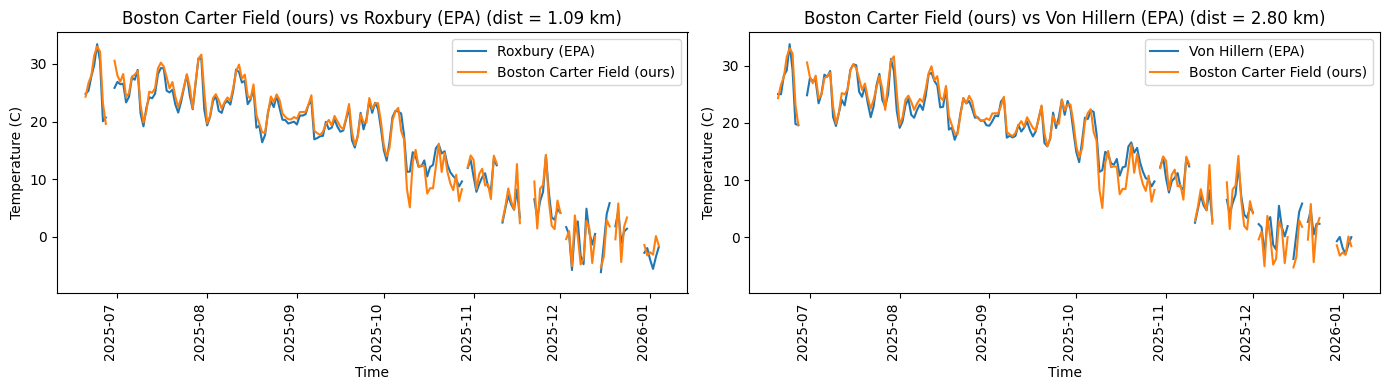 Boston Carter Field (ours) vs Roxbury (EPA) (dist = 1.09 km)
Temperature (C)
30
20
10
0
Roxbury (EPA)
Boston Carter Field (ours)
2025-07
2025-08
2025-09
2025-10
2025-11
2025-12
2026-01
Time
Boston Carter Field (ours) vs Von Hillern (EPA) (dist = 2.80 km)
Temperature (C)
30
20
10
0
Von Hillern (EPA)
Boston Carter Field (ours)
2025-07
2025-08
2025-09
2025-10
2025-11
2025-12
2026-01
Time